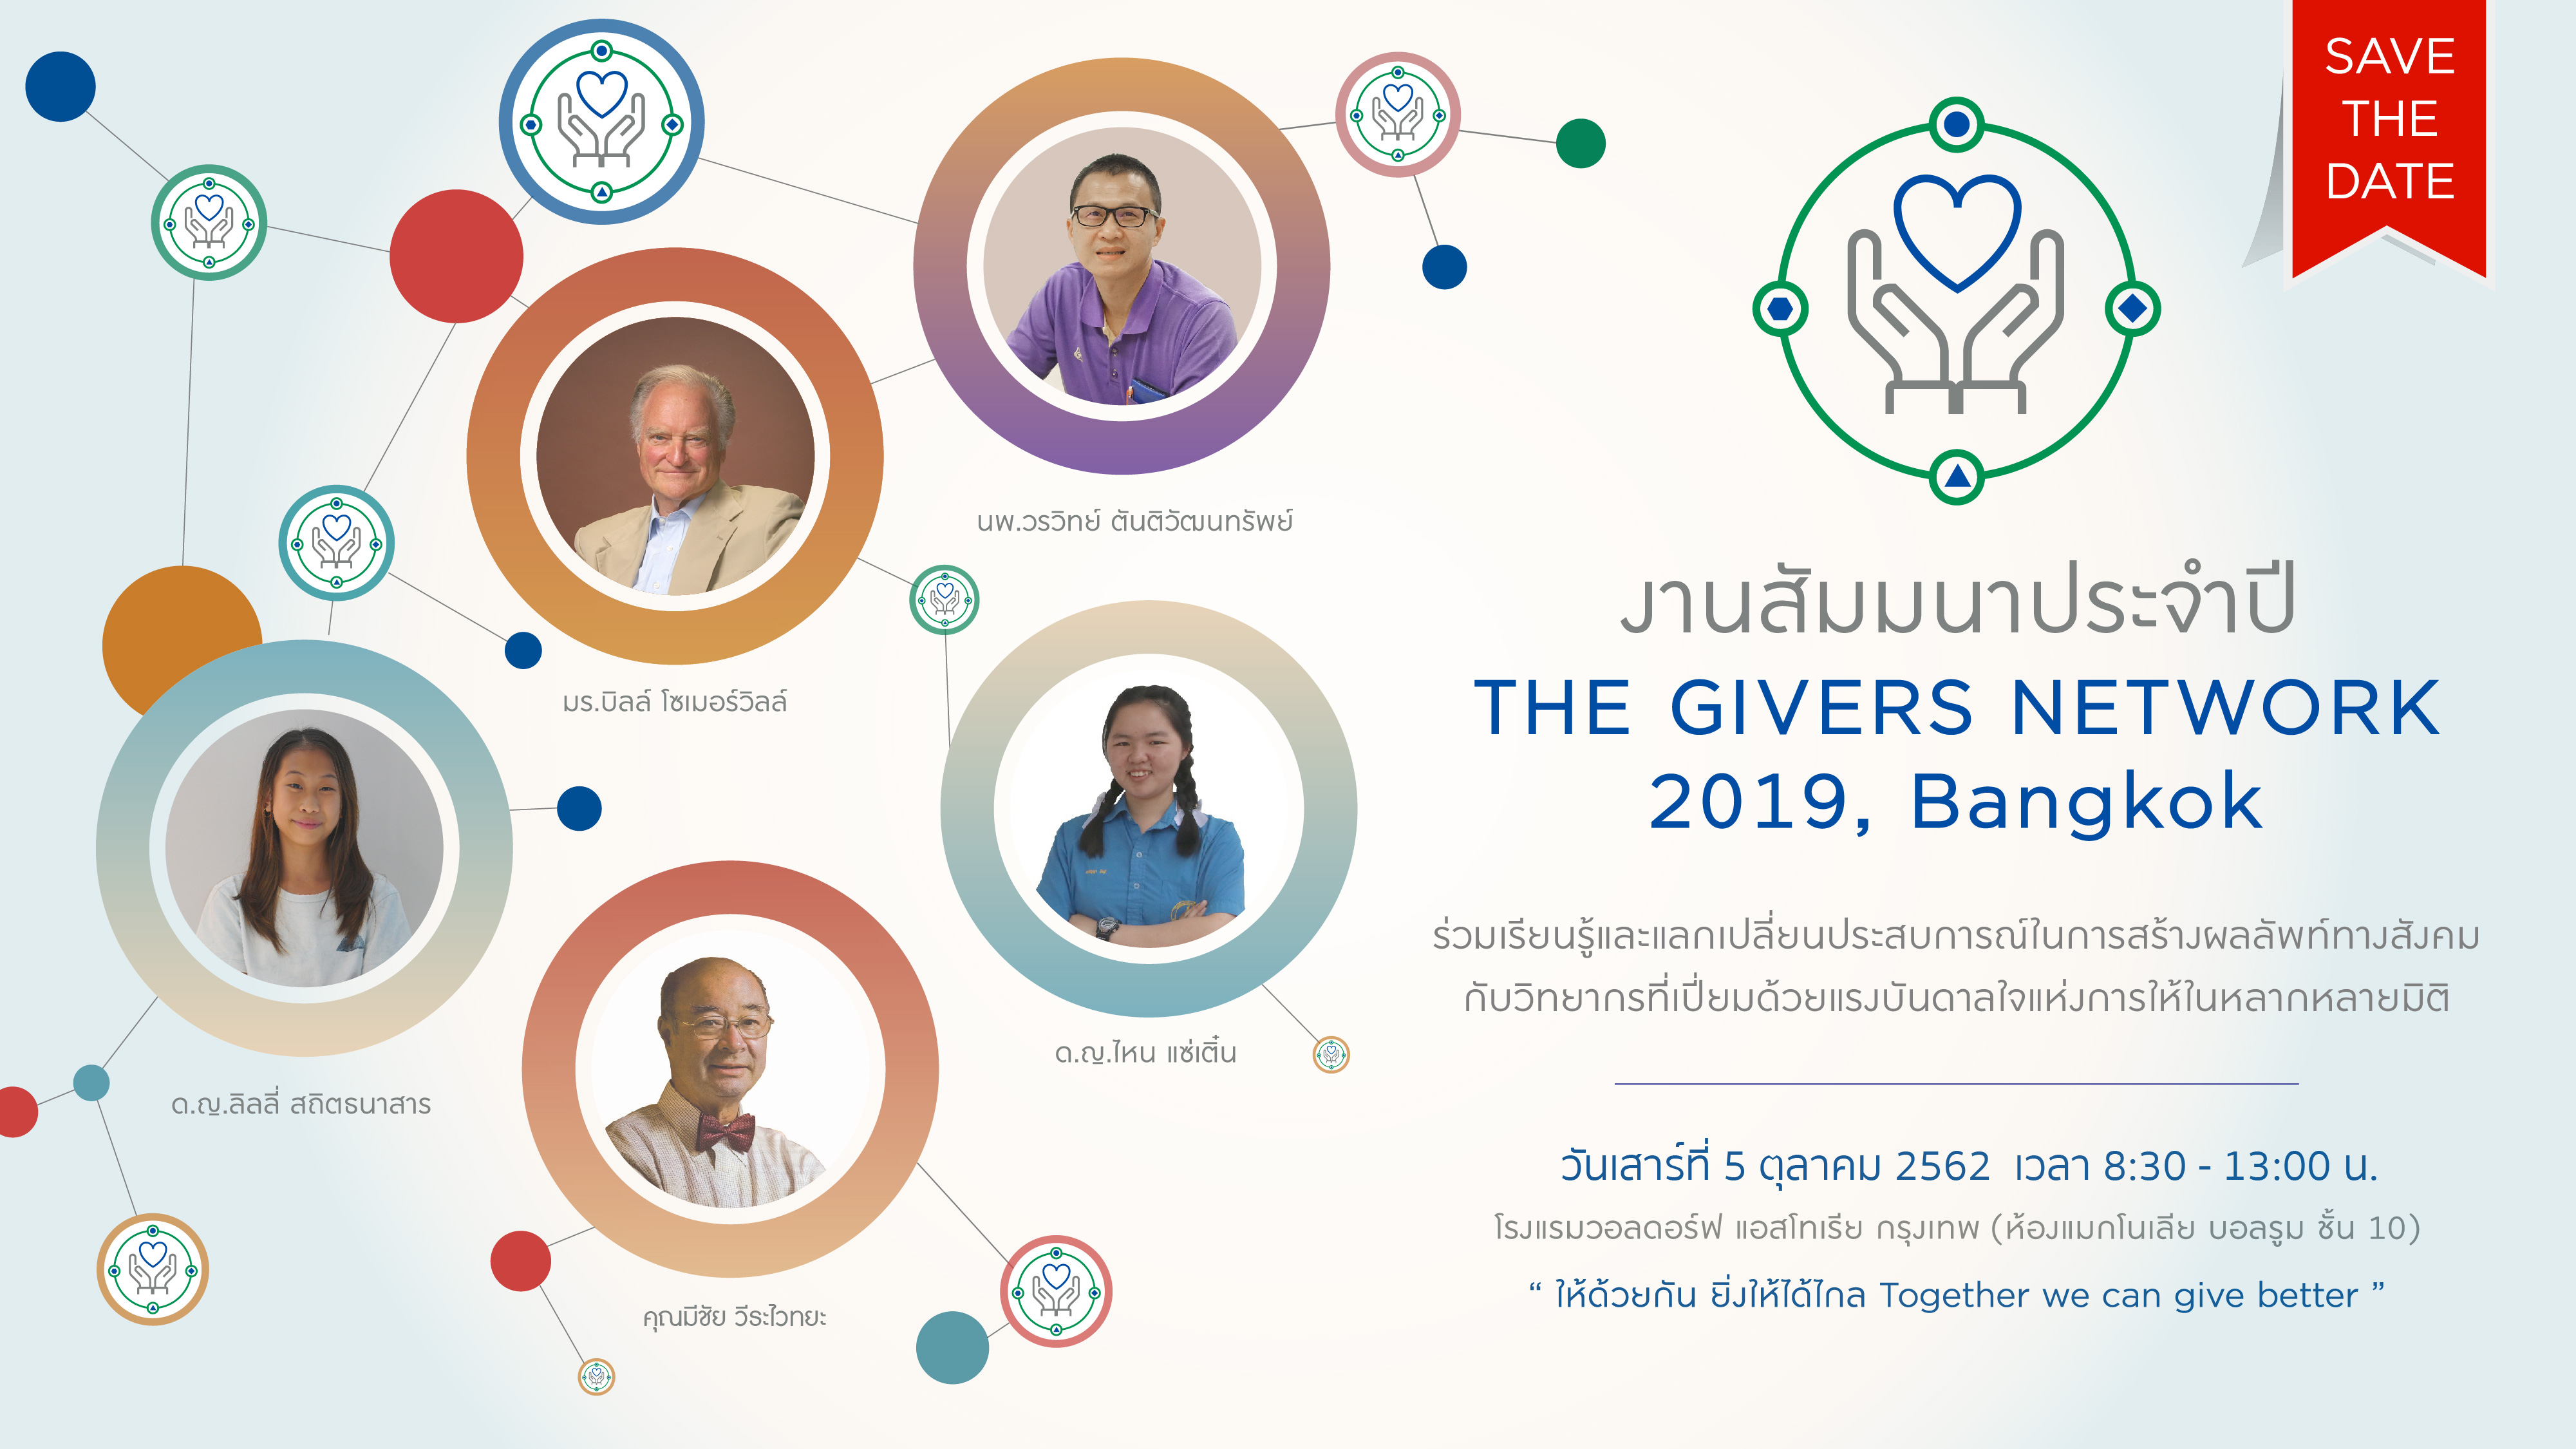 SAVE
THE
DATE
นพ.วรวิทย์ ตันติวัฒนทรัพย์
มร.บิลล์ โซเมอร์วิลล์
ด.ญ.ไหน แซ่เติ๋น
ด.ญ.ลิลลี่ สถิตธนาสาร
คุณมีชัย วีระไวทยะ
งานสัมมนาประจำปี
THE GIVERS NETWORK
2019, Bangkok
ร่วมเรียนรู้และแลกเปลี่ยนประสบการณ์ในการสร้างผลลัพท์ทางสังคม
กับวิทยากรที่เปี่ยมด้วยแรงบันดาลใจแห่งการให้ในหลากหลายมิติ
วันเสาร์ที่ 5 ตุลาคม 2562 เวลา 8:30 - 13:00 น.
โรงแรมวอลดอร์ฟ แอสโทเรีย กรุงเทพ (ห้องแมกโนเลีย บอลรูม ชั้น 10)
“ ให้ด้วยกัน ยิ่งให้ได้ไกล Together we can give better ”